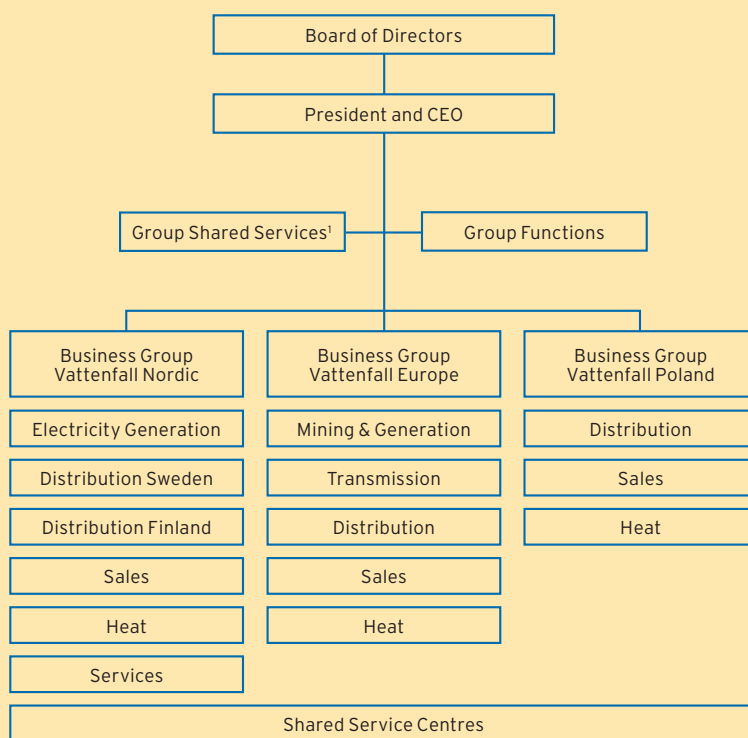 Board of Directors
President and CEO
Group Shared Services¹
Group Functions
Business Group
Vattenfall Nordic
Electricity Generation
Distribution Sweden
Distribution Finland
Sales
Heat
Services
Business Group
Vattenfall Europe
Mining & Generation
Transmission
Distribution
Sales
Heat
Business Group
Vattenfall Poland
Distribution
Sales
Heat
Shared Service Centres